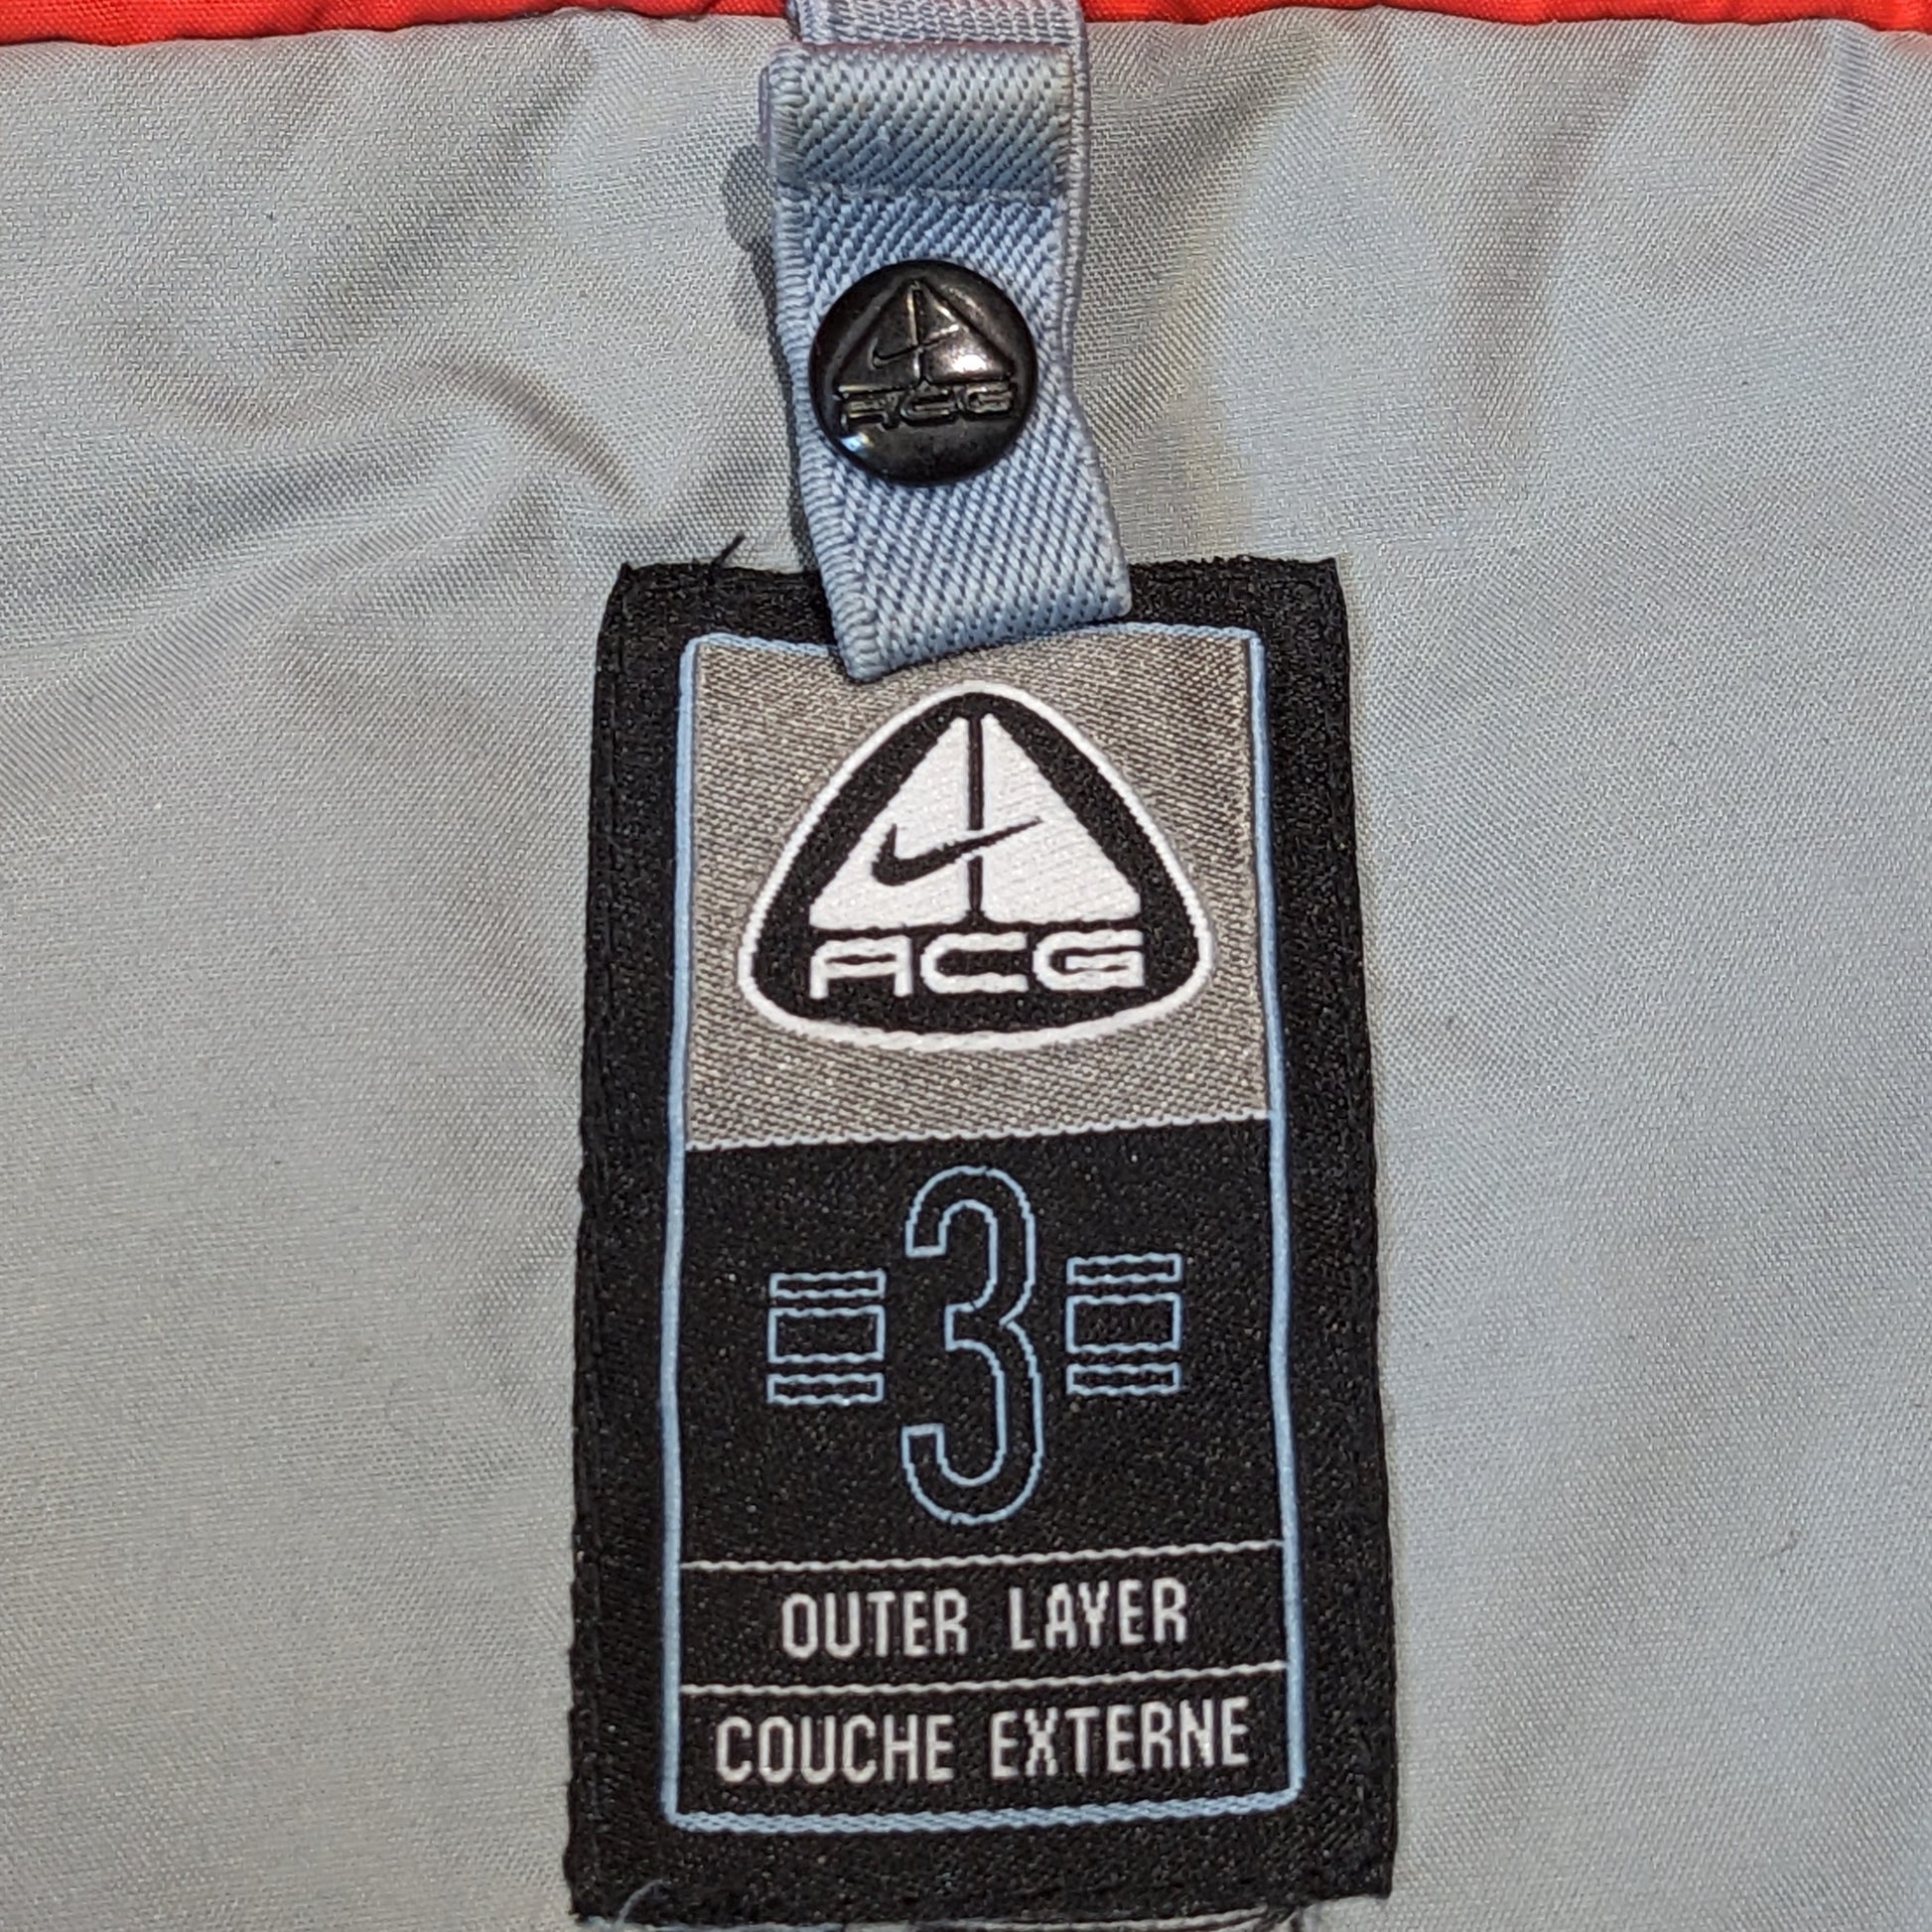 ACG
ACG
3
OUTER LAYER
COUCHE EXTERNE